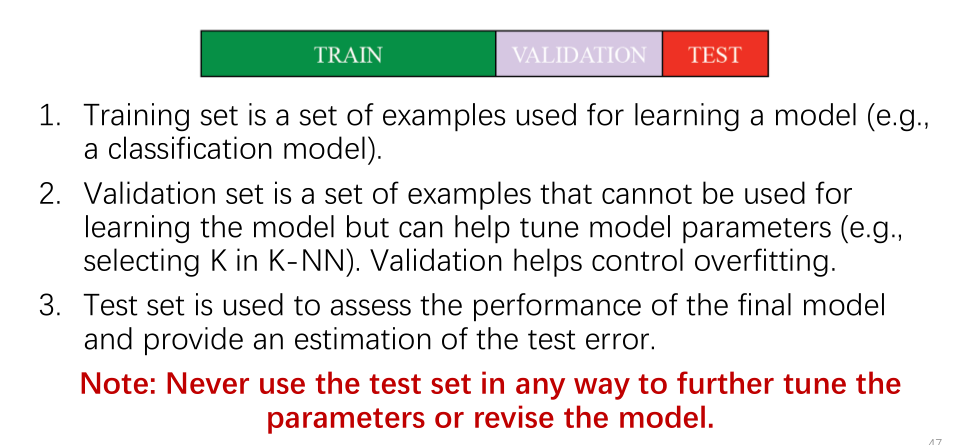 TRAIN VALIDATION TEST
1. Training set is a set of examples used for learning a model (e.g.,
a classification model).
2. Validation set is a set of examples that cannot be used for
learning the model but can help tune model parameters (e.g.,
selecting K in K-NN). Validation helps control overfitting.
3. Test set is used to assess the performance of the final model
and provide an estimation of the test error.
Note: Never use the test set in any way to further tune the
parameters or revise the model.
47